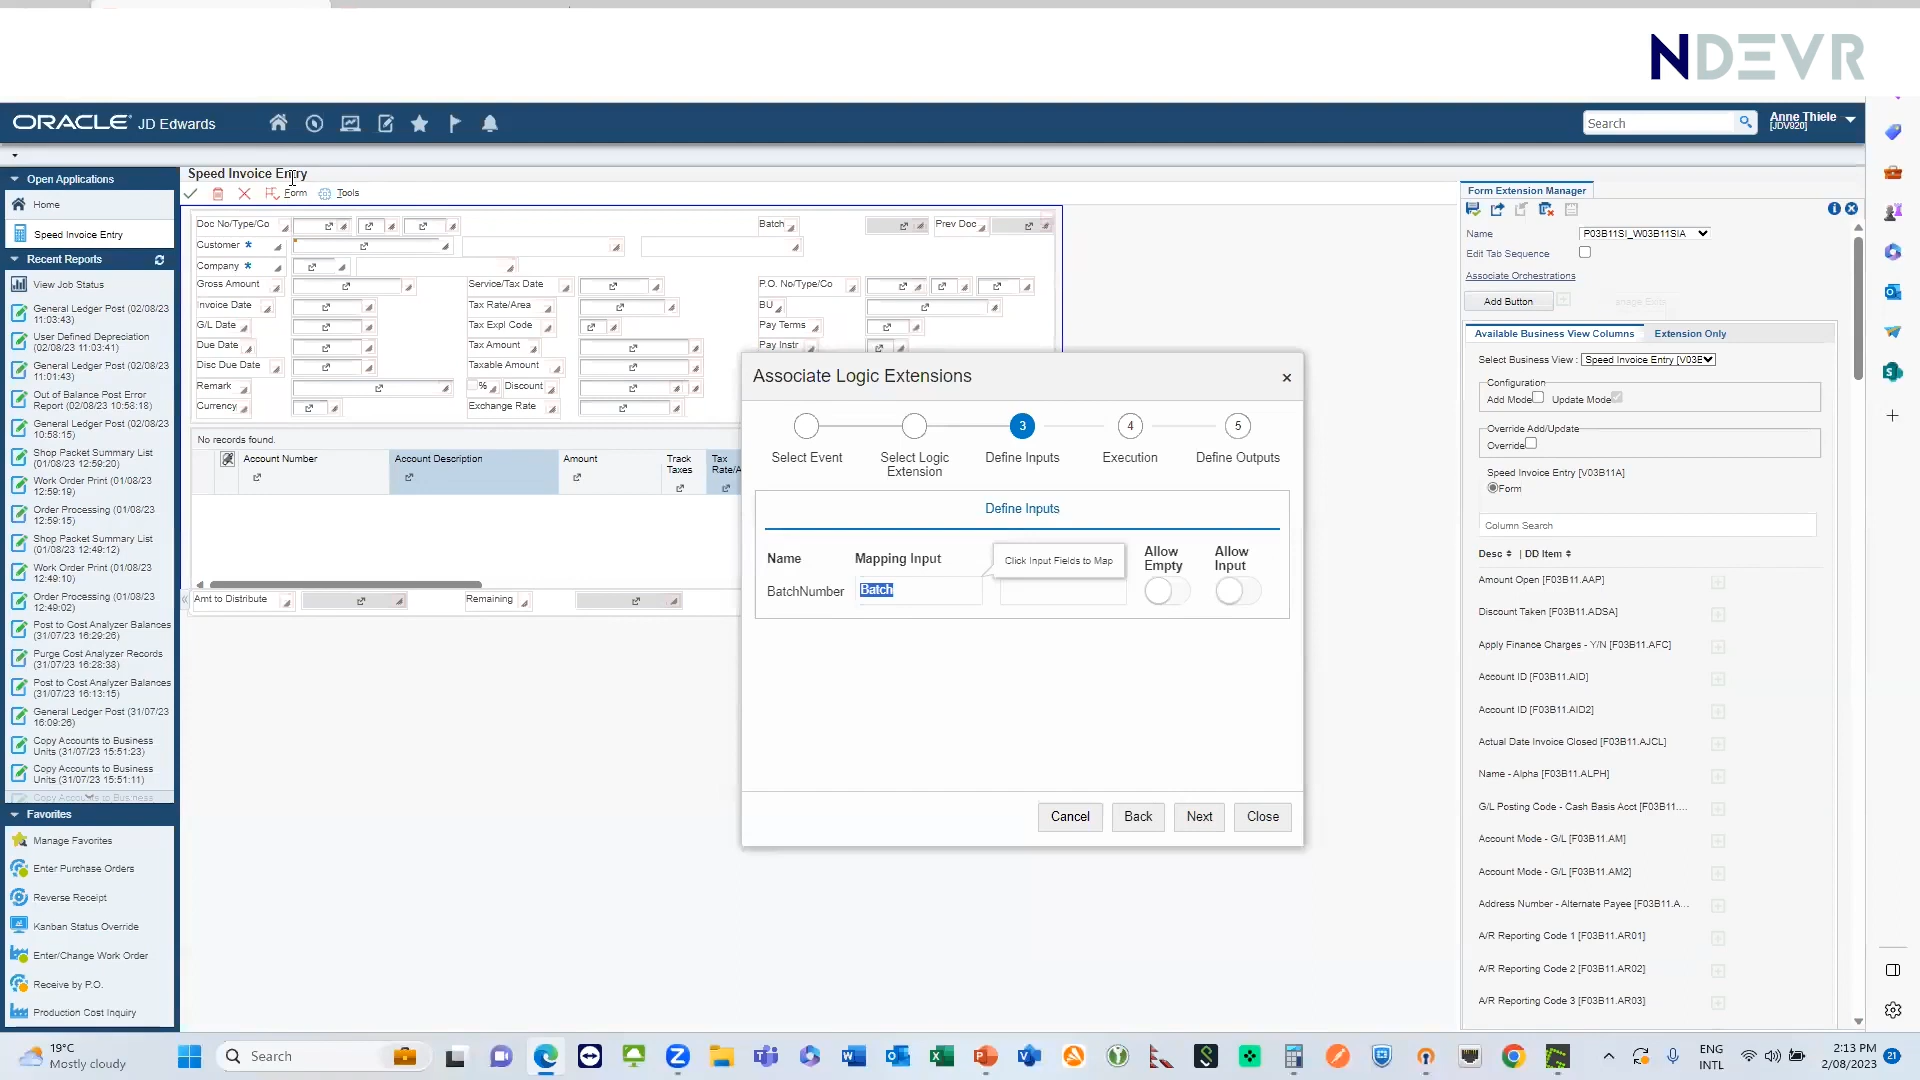 NDEVR
ORACLE JD Edwards
Search
Anne Thiele
[JDV920]
Open Applications
Home
Speed Invoice Entry
Recent Reports
View Job Status
General Ledger Post (02/08/23
11:03:43)
User Defined Depreciation
(02/08/23 11:03:41)
General Ledger Post (02/08/23
11:01:43)
Out of Balance Post Error
Report (02/08/23 10:58:18)
General Ledger Post (02/08/23
10:58:15)
Shop Packet Summary List
(01/08/23 12:59:20)
Work Order Print (01/08/23
12:59:19)
Order Processing (01/08/23
12:59:15)
Shop Packet Summary List
(01/08/23 12:49:12)
Work Order Print (01/08/23
12:49:10)
Order Processing (01/08/23
12:49:02)
Post to Cost Analyzer Balances
(31/07/23 16:29:26)
Purge Cost Analyzer Records
(31/07/23 16:28:38)
Post to Cost Analyzer Balances
(31/07/23 16:13:15)
General Ledger Post (31/07/23
16:09:26)
Copy Accounts to Business
Units (31/07/23 15:51:23)
Copy Accounts to Business
Units (31/07/23 15:51:11)
Copy Accounts to Business
Favorites
Manage Favorites
Enter Purchase Orders
Reverse Receipt
Kanban Status Override
Enter/Change Work Order
Receive by P.O.
Production Cost Inquiry
Speed Invoice Entry
Form
Tools
Doc No/Type/Co
Batch
Prev Doc
Customer *
Company *
Gross Amount
Service/Tax Date
P.O. No/Type/Co
Invoice Date
Tax Rate/Area
BU
G/L Date
Tax Expl Code
Pay Terms
Due Date
Tax Amount
Pay Instr
Disc Due Date
Taxable Amount
Remark
% Discount
Currency
Exchange Rate
No records found.
Account Number
Account Description
Amount
Track
Taxes
Tax
Rate/A
Amt to Distribute
Remaining
Associate Logic Extensions
×
3
4
5
Select Event
Select Logic
Extension
Define Inputs
Execution
Define Outputs
Define Inputs
Name
Mapping Input
Click Input Fields to Map
Allow
Empty
Allow
Input
BatchNumber
Batch
Cancel
Back
Next
Close
Form Extension Manager
Name
P03B11SI_W03B11SIA
Edit Tab Sequence
Associate Orchestrations
Add Button
Available Business View Columns
Extension Only
Select Business View :
Speed Invoice Entry [V03B
Configuration
Add Mode
Update Mode
Override Add/Update
Override
Speed Invoice Entry [V03B11A]
Form
Column Search
Desc | DD Item
Amount Open [F03B11.AAP]
Discount Taken [F03B11.ADSA]
Apply Finance Charges - Y/N [F03B11.AFC]
Account ID [F03B11.AID]
Account ID [F03B11.AID2]
Actual Date Invoice Closed [F03B11.AJCL]
Name - Alpha [F03B11.ALPH]
G/L Posting Code - Cash Basis Acct [F03B11....
Account Mode - G/L [F03B11.AM]
Account Mode - G/L [F03B11.AM2]
Address Number - Alternate Payee [F03B11.A...
A/R Reporting Code 1 [F03B11.AR01]
A/R Reporting Code 2 [F03B11.AR02]
A/R Reporting Code 3 [F03B11.AR03]
19°C
Mostly cloudy
Search
ENG
INTL
2:13 PM
2/08/2023
21